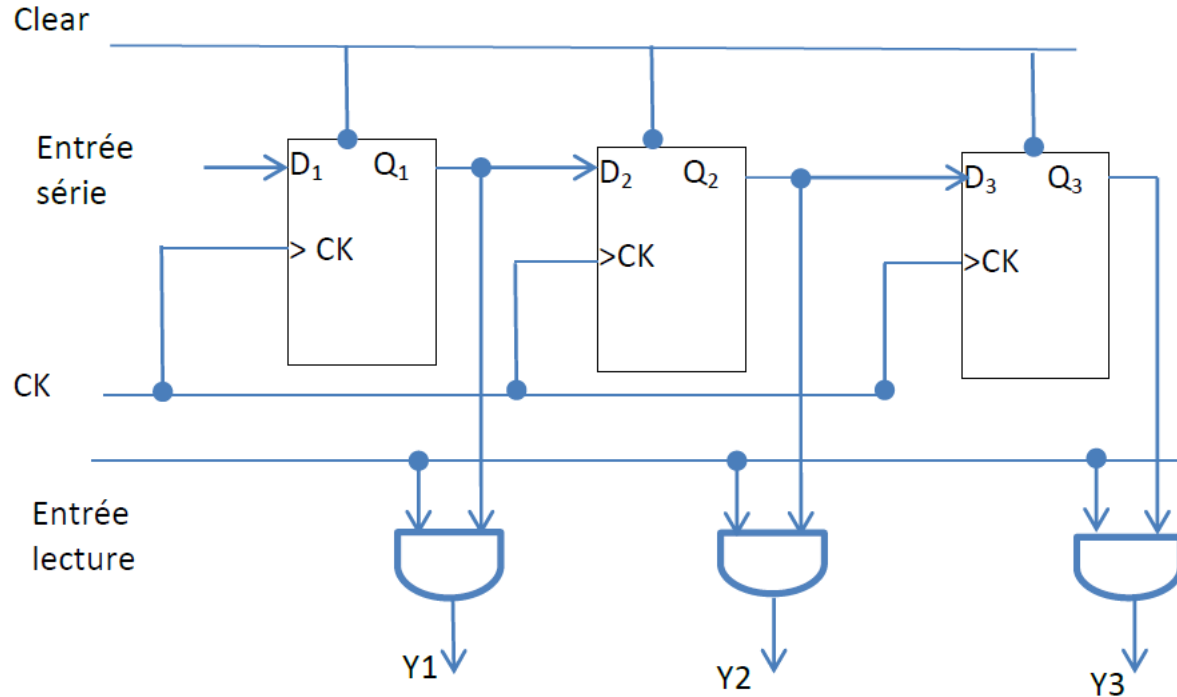 Clear
Entrée
série
D₁ Q₁
> CK
D₂ Q₂
>CK
D₃ Q₃
>CK
CK
Entrée
lecture
Y1
Y2
Y3